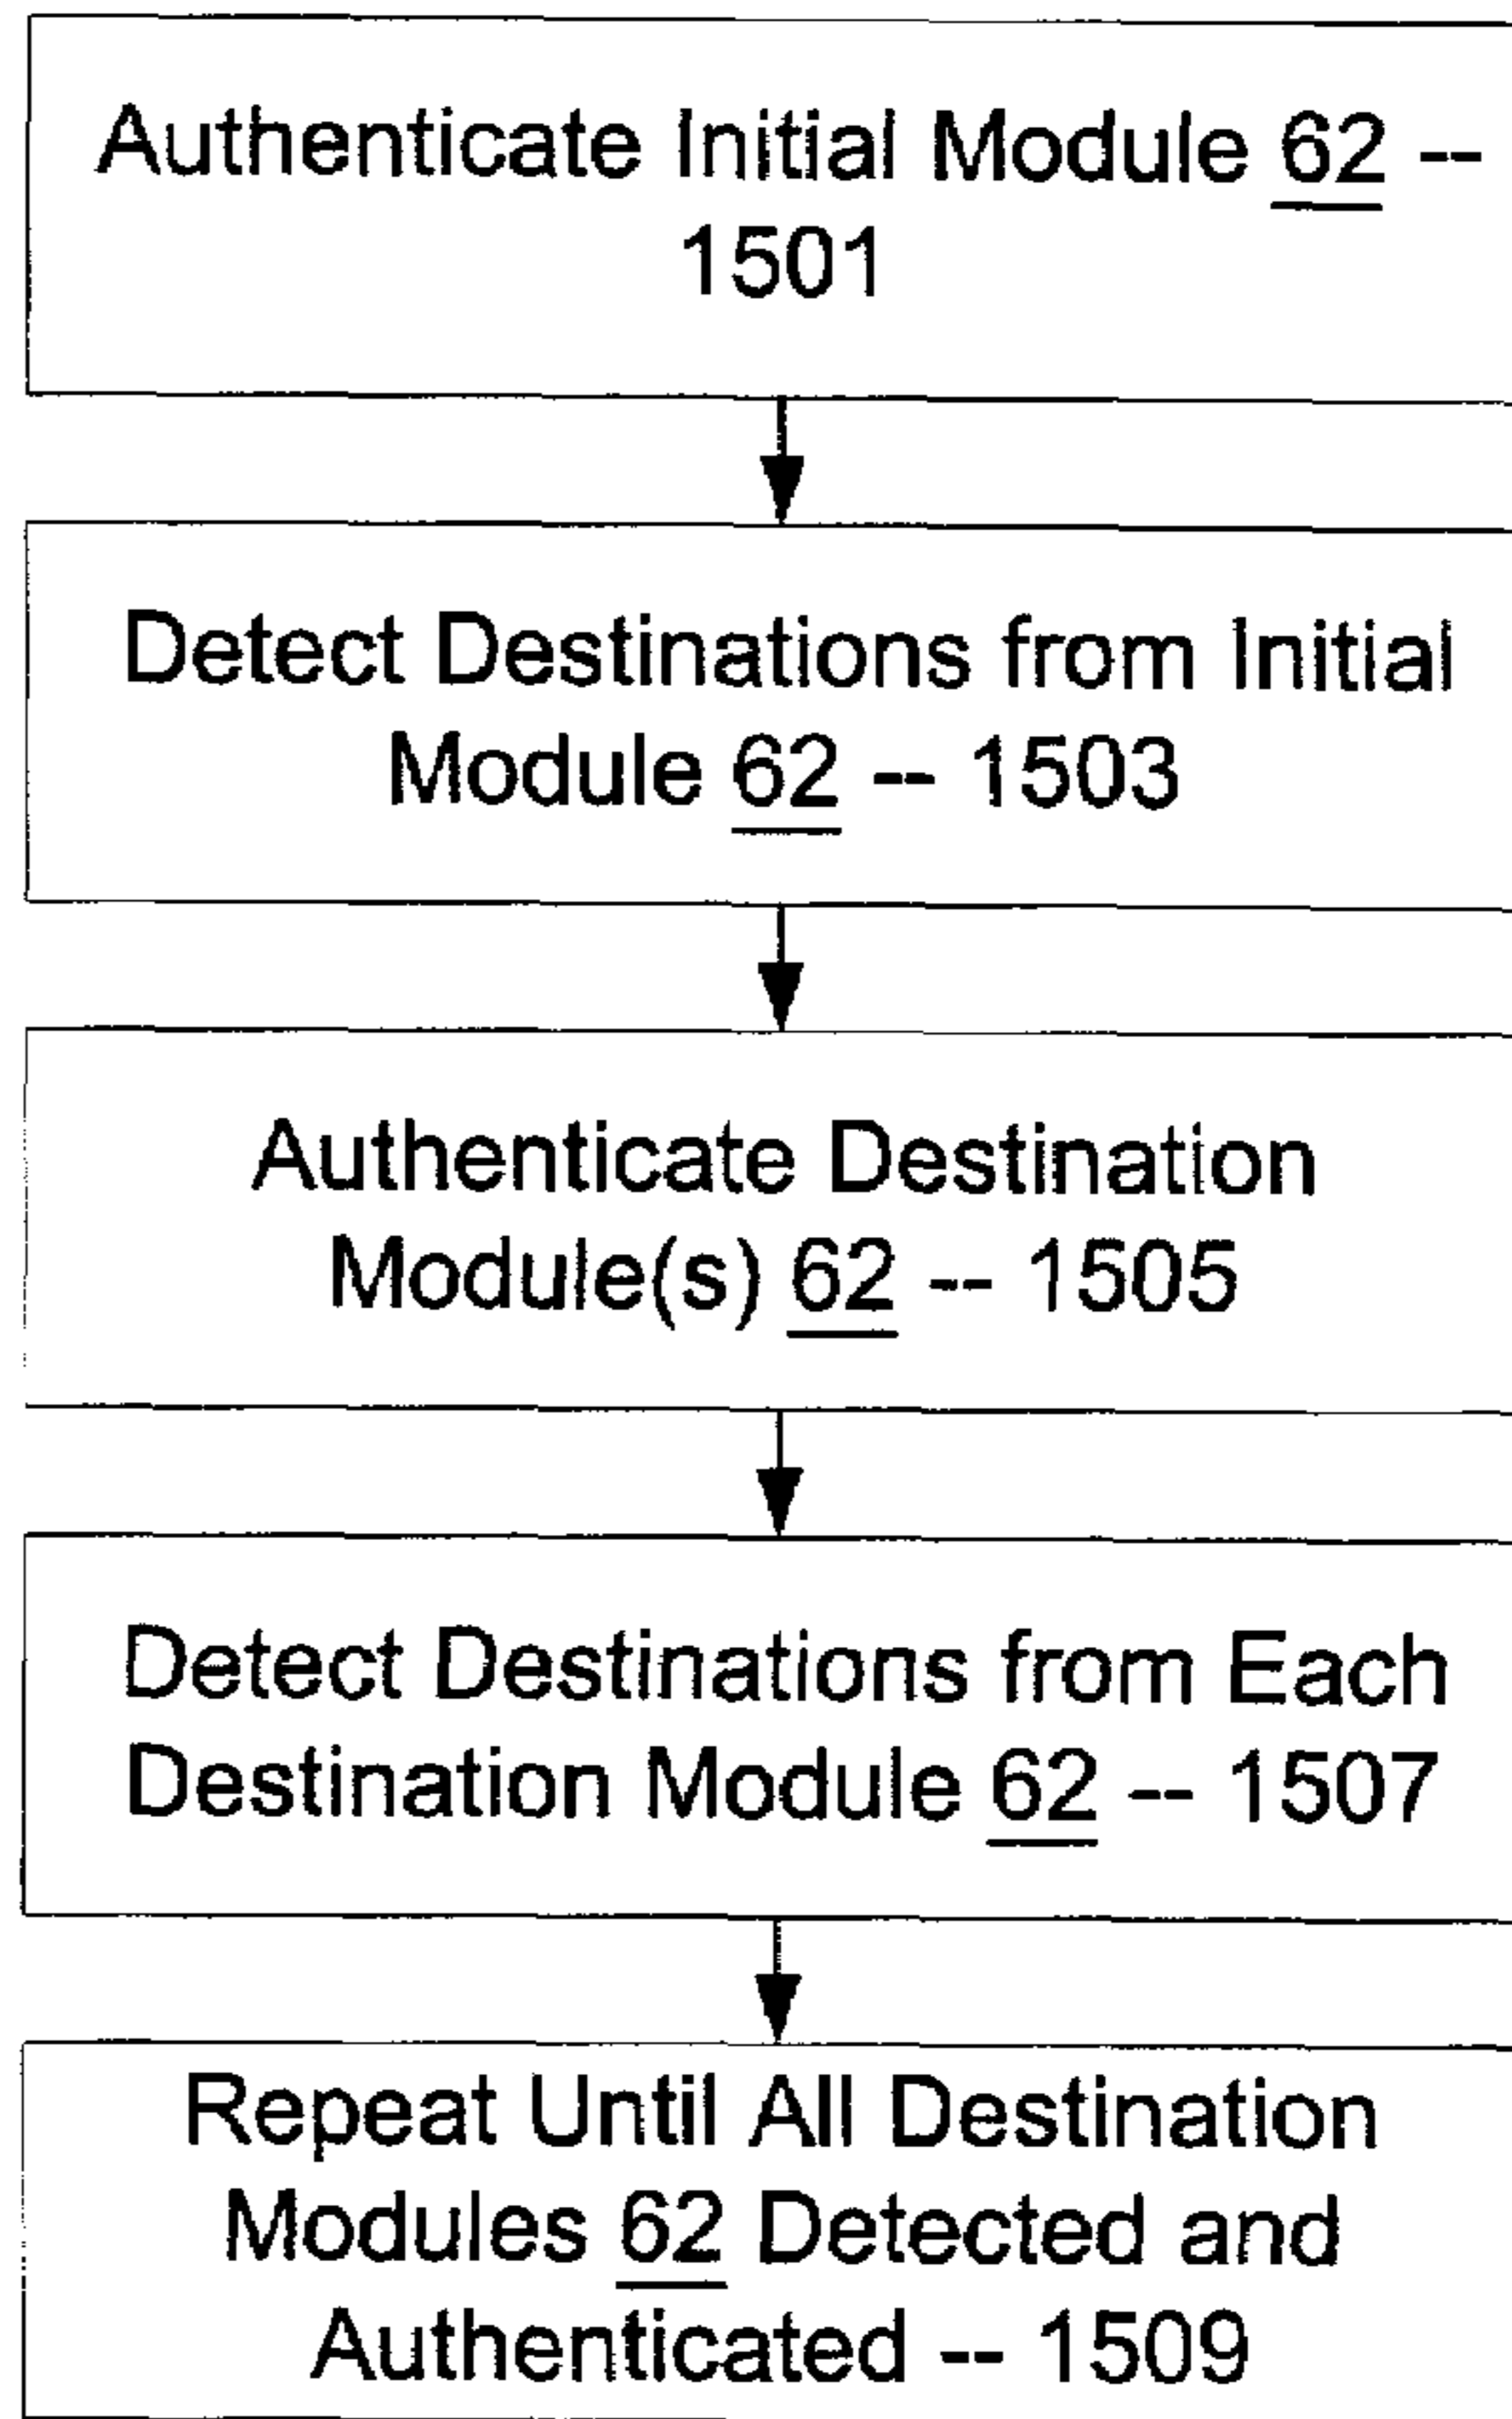 Authenticate Initial Module 62 --
1501
Detect Destinations from Initial
Module 62 -- 1503
Authenticate Destination
Module(s) 62 -- 1505
Detect Destinations from Each
Destination Module 62 -- 1507
Repeat Until All Destination
Modules 62 Detected and
Authenticated -- 1509